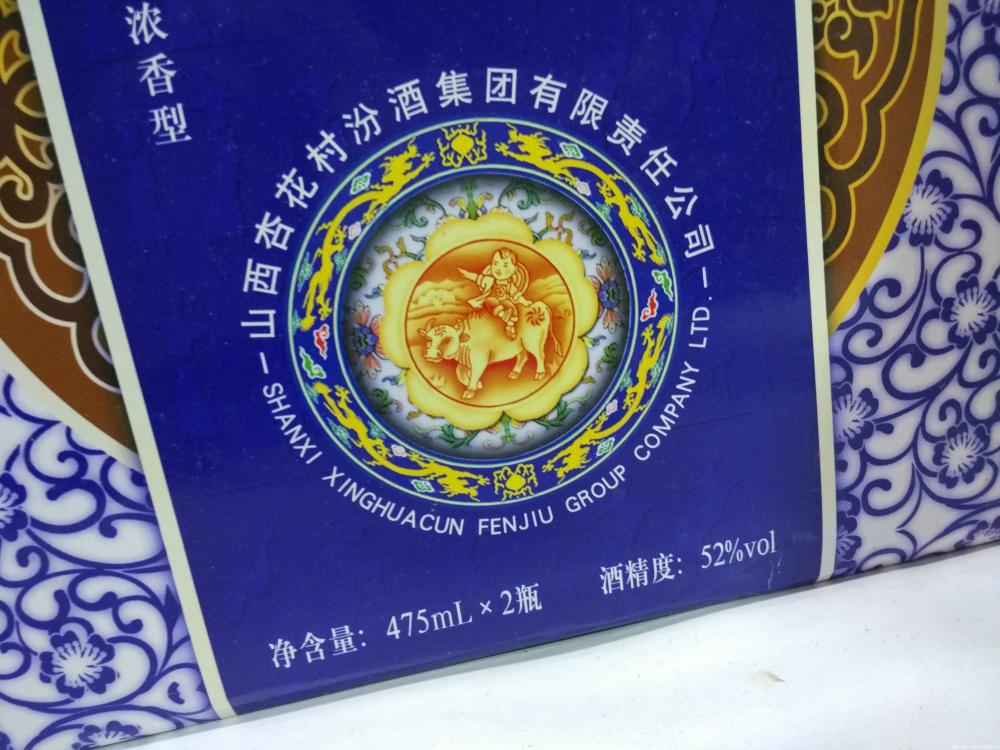 浓香型
山西杏花村汾酒集团有限责任公司
SHANXI XINGHUACUN FENJIU GROUP COMPANY LTD.
净含量：475mL×2瓶
酒精度：52%vol